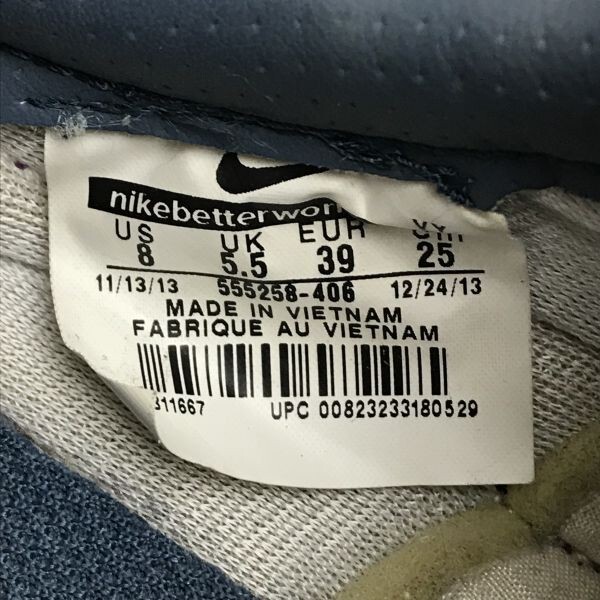 nikebetterwor
US UK EUR cm
8 5.5 39 25
11/13/13 555258-406 12/24/13
MADE IN VIETNAM
FABRIQUE AU VIETNAM
311667 UPC 00823233180529